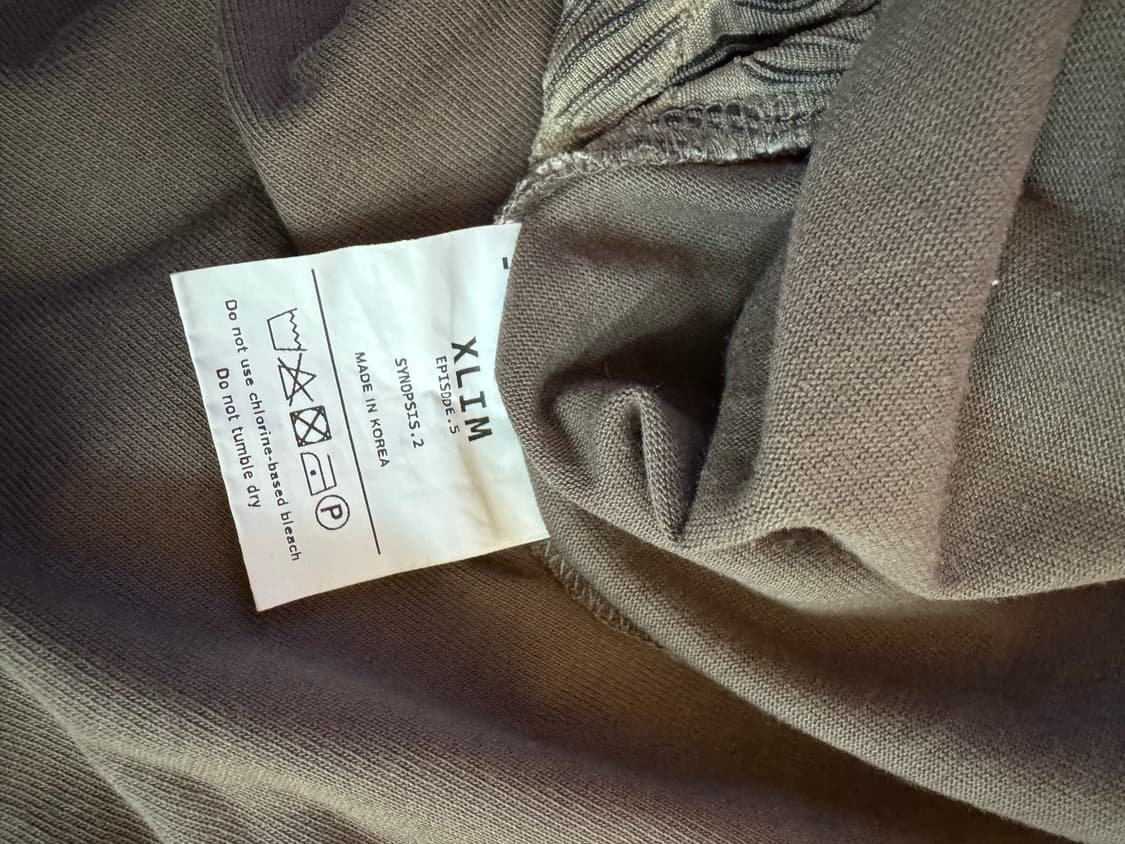 XLIM
EPISODE.5
SYNOPSIS.2
MADE IN KOREA
P
Do not use chlorine-based bleach
Do not tumble dry